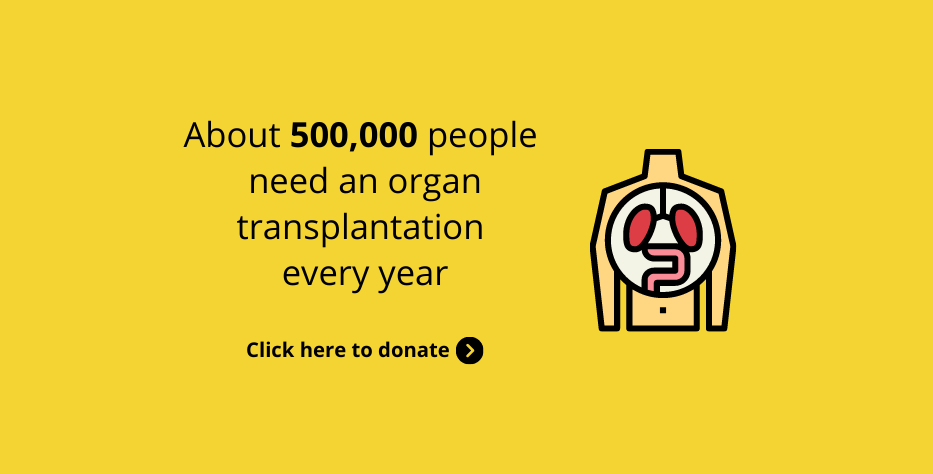 About 500,000 people
need an organ
transplantation
every year
Click here to donate